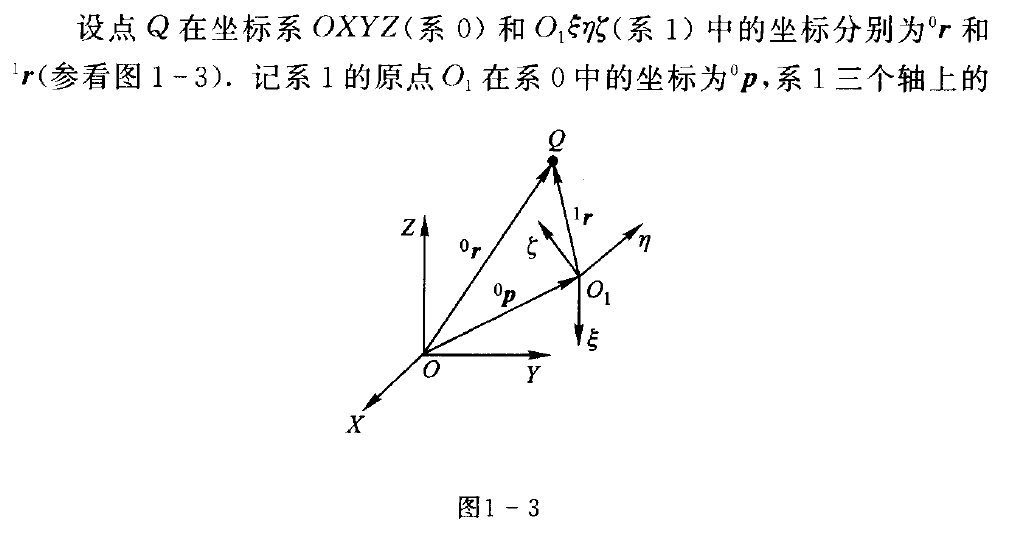 设点 Q 在坐标系 OXYZ(系 0) 和 O₁ξηζ(系 1) 中的坐标分别为⁰r 和
¹r(参看图 1-3). 记系 1 的原点 O₁ 在系 0 中的坐标为⁰p,系 1 三个轴上的
Q
Z
⁰r
¹r
ζ
η
⁰p
O₁
ξ
O
Y
X
图1-3